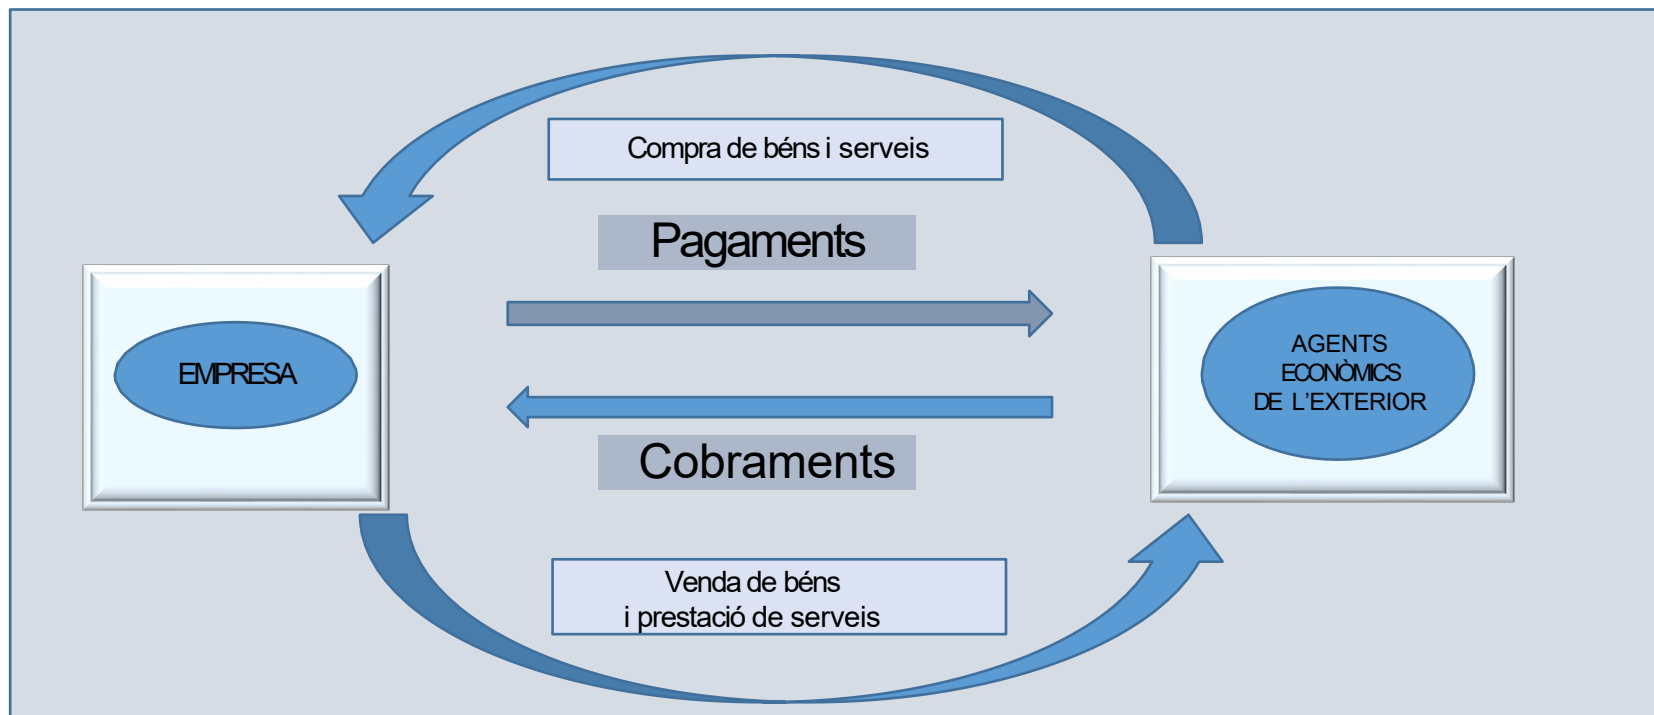 Compra de béns i serveis
Pagaments
EMPRESA
AGENTS
ECONÒMICS
DE L’EXTERIOR
Cobraments
Venda de béns
i prestació de serveis